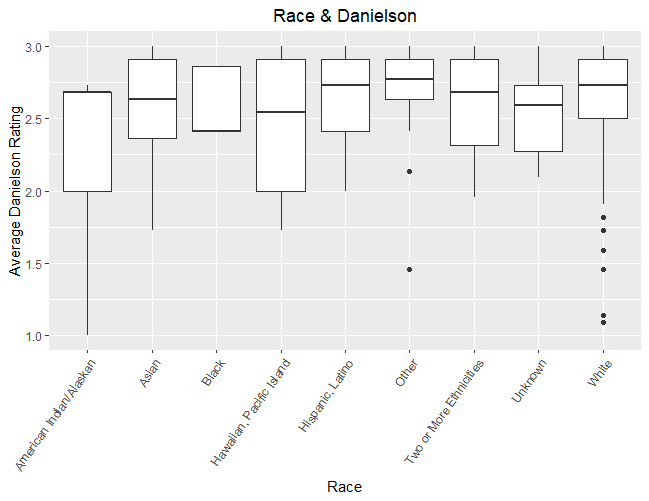 Race & Danielson
Average Danielson Rating
3.0
2.5
2.0
1.5
1.0
American Indian/Alaskan
Asian
Black
Hawaiian, Pacific Island
Hispanic, Latino
Other
Two or More Ethnicities
Unknown
White
Race